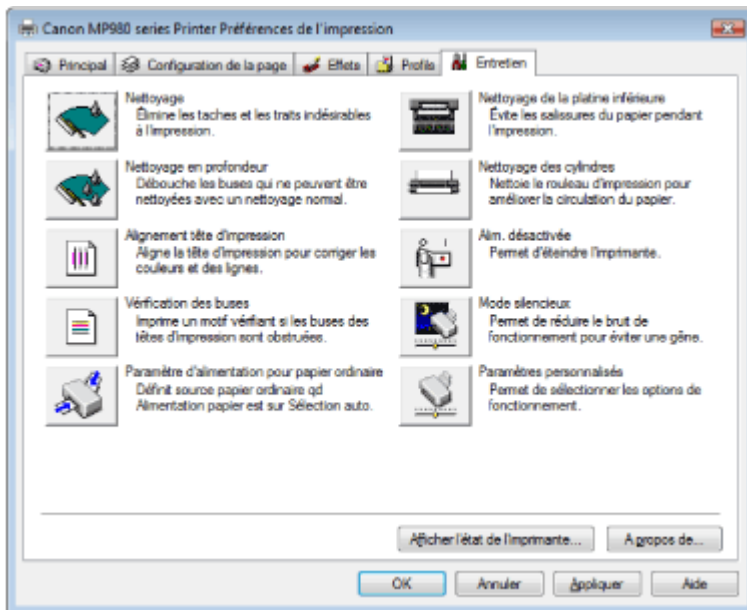 Canon MP980 series Printer Préférences de l'impression
Principal
Configuration de la page
Effets
Profils
Entretien
Nettoyage
Élimine les taches et les traits indésirables
à l'impression.
Nettoyage en profondeur
Débouche les buses qui ne peuvent être
nettoyées avec un nettoyage normal.
Alignement tête d'impression
Aligne la tête d'impression pour corriger les
couleurs et des lignes.
Vérification des buses
Imprime un motif vérifiant si les buses des
têtes d'impression sont obstruées.
Paramètre d'alimentation pour papier ordinaire
Définit source papier ordinaire qd
Alimentation papier est sur Sélection auto.
Nettoyage de la platine inférieure
Évite les salissures du papier pendant
l'impression.
Nettoyage des cylindres
Nettoie le rouleau d'impression pour
améliorer la circulation du papier.
Alim. désactivée
Permet d'éteindre l'imprimante.
Mode silencieux
Permet de réduire le bruit de
fonctionnement pour éviter une gêne.
Paramètres personnalisés
Permet de sélectionner les options de
fonctionnement.
Afficher l'état de l'imprimante...
A propos de...
OK
Annuler
Appliquer
Aide